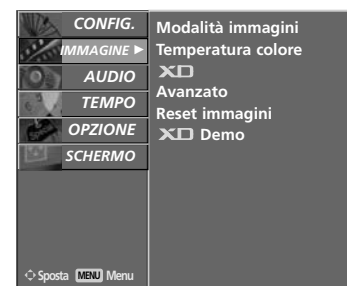 CONFIG.
IMMAGINE ►
AUDIO
TEMPO
OPZIONE
SCHERMO
Modalità immagini
Temperatura colore
XD
Avanzato
Reset immagini
XD Demo
Sposta MENU Menu